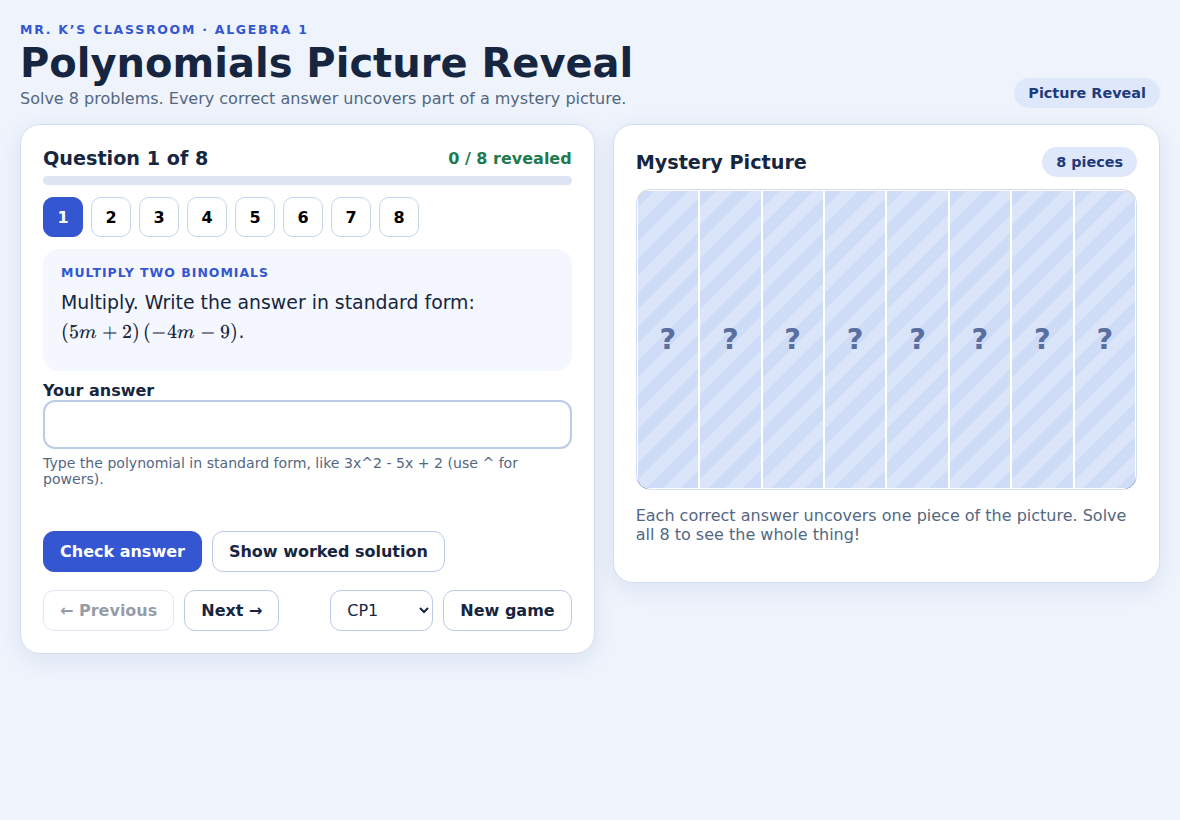 MR. K’S CLASSROOM · ALGEBRA 1
Polynomials Picture Reveal
Solve 8 problems. Every correct answer uncovers part of a mystery picture.
Picture Reveal
Question 1 of 8
0 / 8 revealed
1 2 3 4 5 6 7 8
MULTIPLY TWO BINOMIALS
Multiply. Write the answer in standard form:
(5m + 2) (−4m − 9).
Your answer
Type the polynomial in standard form, like 3x^2 - 5x + 2 (use ^ for
powers).
Check answer
Show worked solution
← Previous
Next →
CP1
New game
Mystery Picture
8 pieces
? ? ? ? ? ? ? ?
Each correct answer uncovers one piece of the picture. Solve
all 8 to see the whole thing!